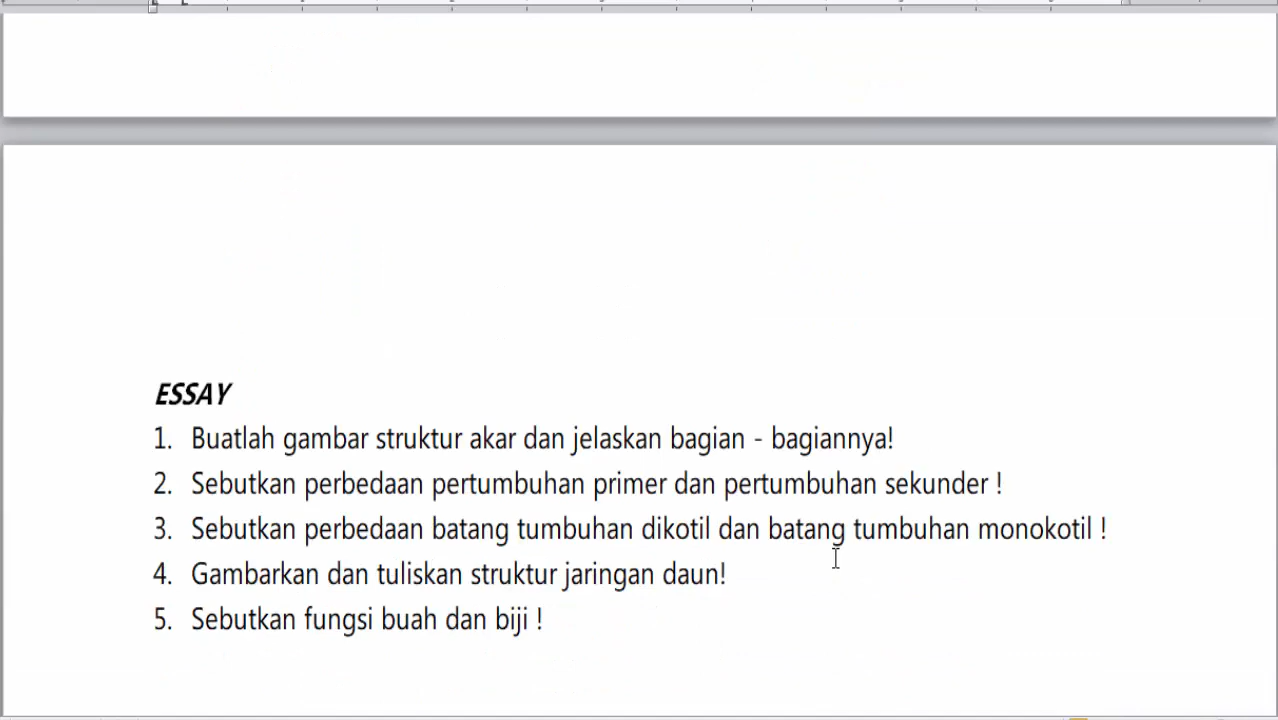 ESSAY
1. Buatlah gambar struktur akar dan jelaskan bagian - bagiannya!
2. Sebutkan perbedaan pertumbuhan primer dan pertumbuhan sekunder !
3. Sebutkan perbedaan batang tumbuhan dikotil dan batang tumbuhan monokotil !
4. Gambarkan dan tuliskan struktur jaringan daun!
5. Sebutkan fungsi buah dan biji !